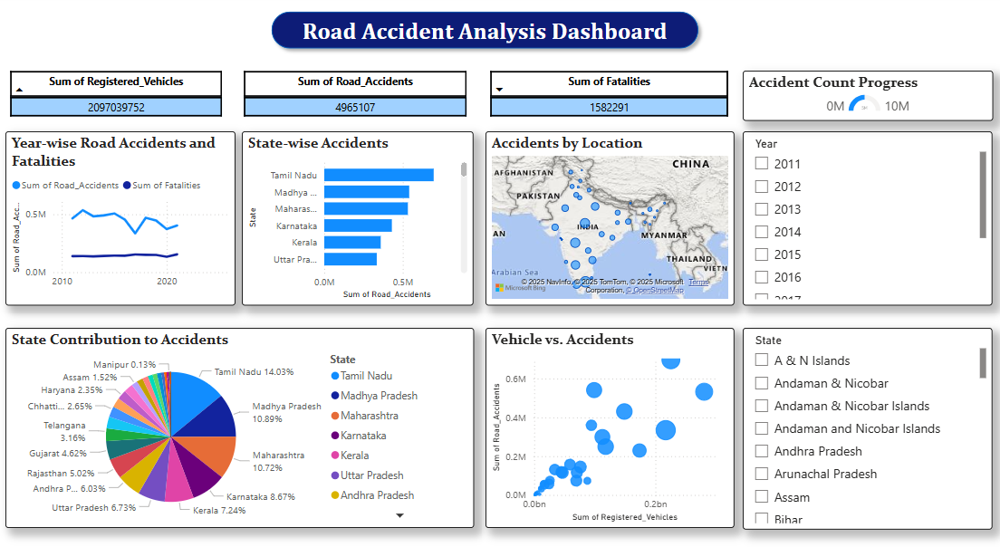 Road Accident Analysis Dashboard
Sum of Registered_Vehicles
2097039752
Sum of Road_Accidents
4965107
Sum of Fatalities
1582291
Accident Count Progress
0M
10M
Year-wise Road Accidents and
Fatalities
Sum of Road_Accidents
Sum of Fatalities
Sum of Road_Acc...
0.5M
0.0M
2010
2020
State-wise Accidents
State
Tamil Nadu
Madhya ...
Maharas...
Karnataka
Kerala
Uttar Pra...
0.0M
0.5M
Sum of Road_Accidents
Accidents by Location
CHINA
AFGHANISTAN
PAKISTAN
AN
INDIA
MYANMAR
THAILAND
VIETN
Arabian Sea
Microsoft Bing
© 2025 NavInfo, © 2025 TomTom, © 2025 Microsoft
Corporation, © OpenStreetMap
Terms
Year
2011
2012
2013
2014
2015
2016
2017
State Contribution to Accidents
Manipur 0.13%
Assam 1.52%
Haryana 2.35%
Chhatti... 2.65%
Telangana
3.16%
Gujarat 4.62%
Rajasthan 5.02%
Andhra P... 6.03%
Uttar Pradesh 6.73%
Kerala 7.24%
Karnataka 8.67%
Maharashtra
10.72%
Madhya Pradesh
10.89%
Tamil Nadu 14.03%
State
Tamil Nadu
Madhya Pradesh
Maharashtra
Karnataka
Kerala
Uttar Pradesh
Andhra Pradesh
Vehicle vs. Accidents
Sum of Road_Accidents
0.6M
0.4M
0.2M
0.0M
0.0bn
0.2bn
Sum of Registered_Vehicles
State
A & N Islands
Andaman & Nicobar
Andaman & Nicobar Islands
Andaman and Nicobar Islands
Andhra Pradesh
Arunachal Pradesh
Assam
Bihar